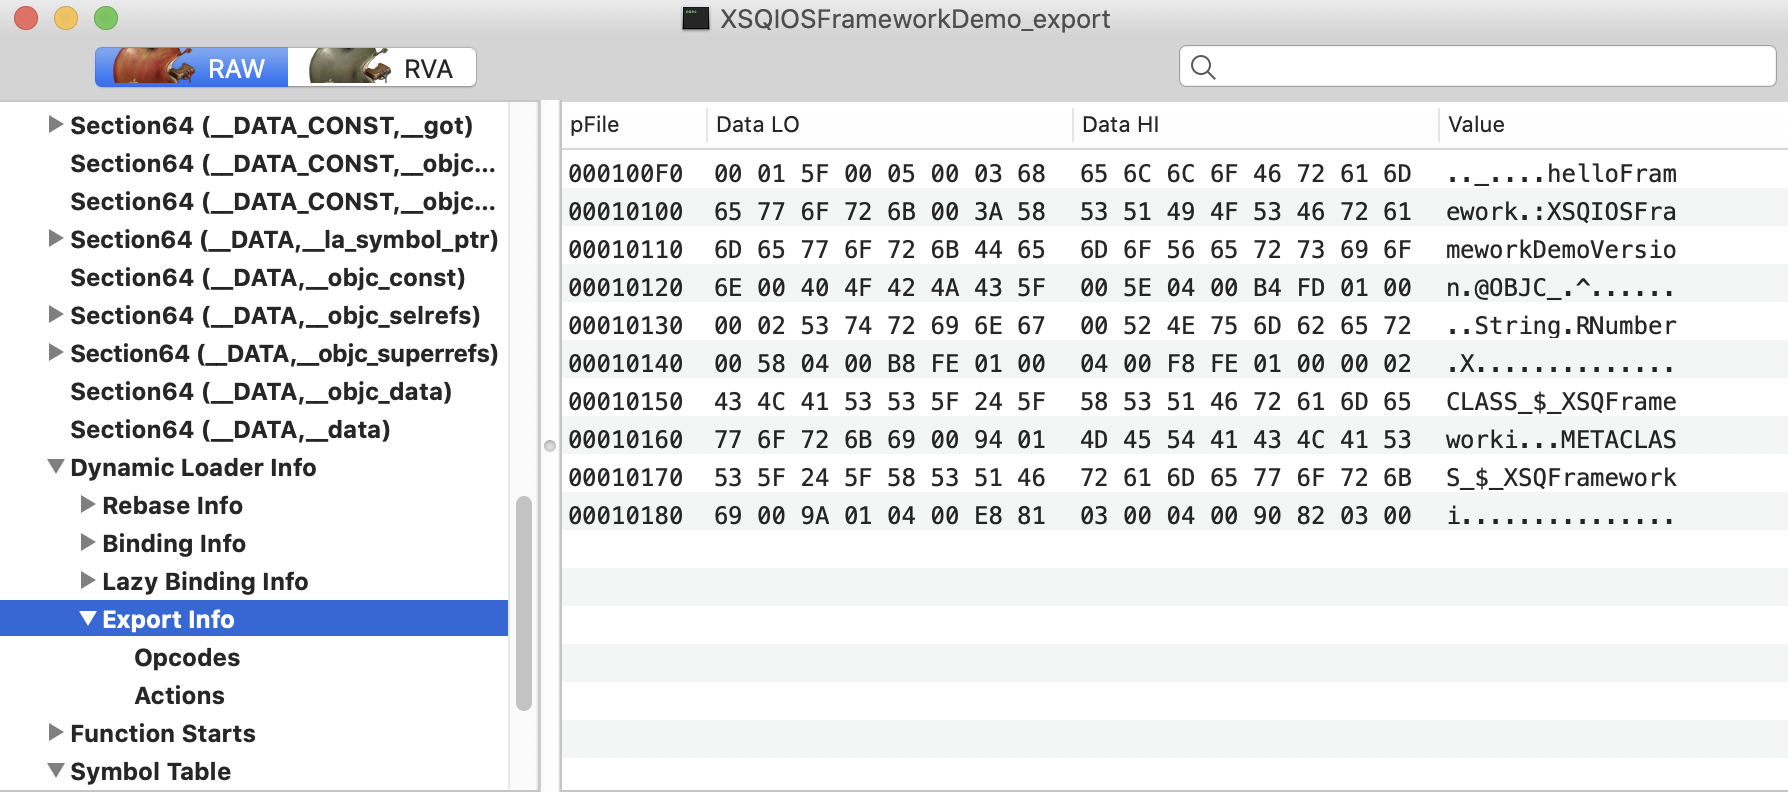 XSQIOSFrameworkDemo_export
RAW RVA
Section64 (__DATA_CONST,__got)
Section64 (__DATA_CONST,__objc...
Section64 (__DATA_CONST,__objc...
Section64 (__DATA,__la_symbol_ptr)
Section64 (__DATA,__objc_const)
Section64 (__DATA,__objc_selrefs)
Section64 (__DATA,__objc_superrefs)
Section64 (__DATA,__objc_data)
Section64 (__DATA,__data)
Dynamic Loader Info
Rebase Info
Binding Info
Lazy Binding Info
Export Info
Opcodes
Actions
Function Starts
Symbol Table
pFile Data LO Data HI Value
000100F0 00 01 5F 00 05 00 03 68 65 6C 6C 6F 46 72 61 6D .._....helloFram
00010100 65 77 6F 72 6B 00 3A 58 53 51 49 4F 53 46 72 61 ework.:XSQIOSFra
00010110 6D 65 77 6F 72 6B 44 65 6D 6F 56 65 72 73 69 6F meworkDemoVersio
00010120 6E 00 40 4F 42 4A 43 5F 00 5E 04 00 B4 FD 01 00 n.@OBJC_.^......
00010130 00 02 53 74 72 69 6E 67 00 52 4E 75 6D 62 65 72 ..String.RNumber
00010140 00 58 04 00 B8 FE 01 00 04 00 F8 FE 01 00 00 02 .X..............
00010150 43 4C 41 53 53 5F 24 5F 58 53 51 46 72 61 6D 65 CLASS_$_XSQFrame
00010160 77 6F 72 6B 69 00 94 01 4D 45 54 41 43 4C 41 53 worki...METACLAS
00010170 53 5F 24 5F 58 53 51 46 72 61 6D 65 77 6F 72 6B S_$_XSQFramework
00010180 69 00 9A 01 04 00 E8 81 03 00 04 00 90 82 03 00 i...............